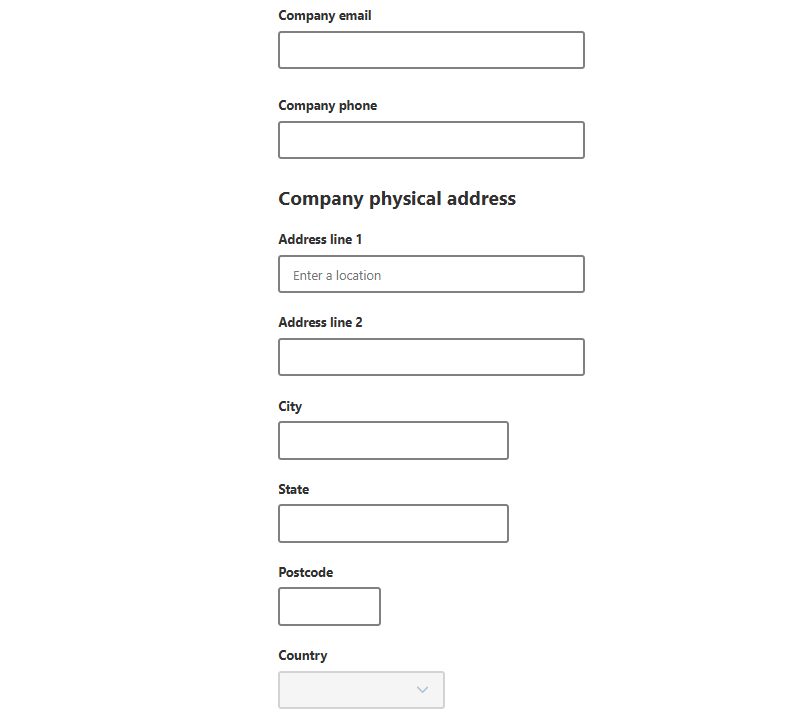 Company email
Company phone
Company physical address
Address line 1
Enter a location
Address line 2
City
State
Postcode
Country